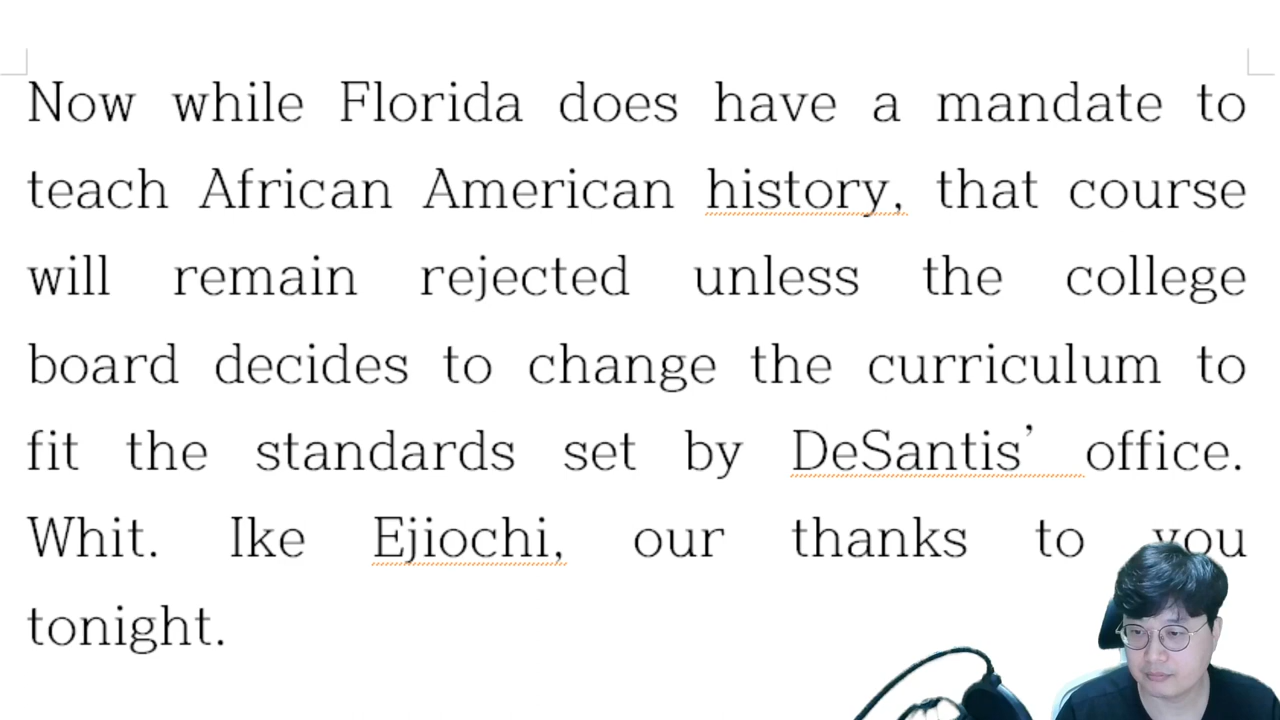 Now while Florida does have a mandate to
teach African American history, that course
will remain rejected unless the college
board decides to change the curriculum to
fit the standards set by DeSantis’ office.
Whit. Ike Ejiochi, our thanks to you
tonight.